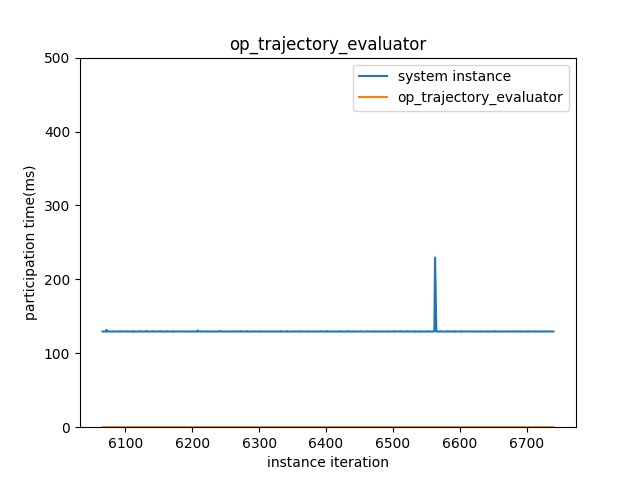 op_trajectory_evaluator
system instance
op_trajectory_evaluator
participation time(ms)
500
400
300
200
100
0
6100 6200 6300 6400 6500 6600 6700
instance iteration